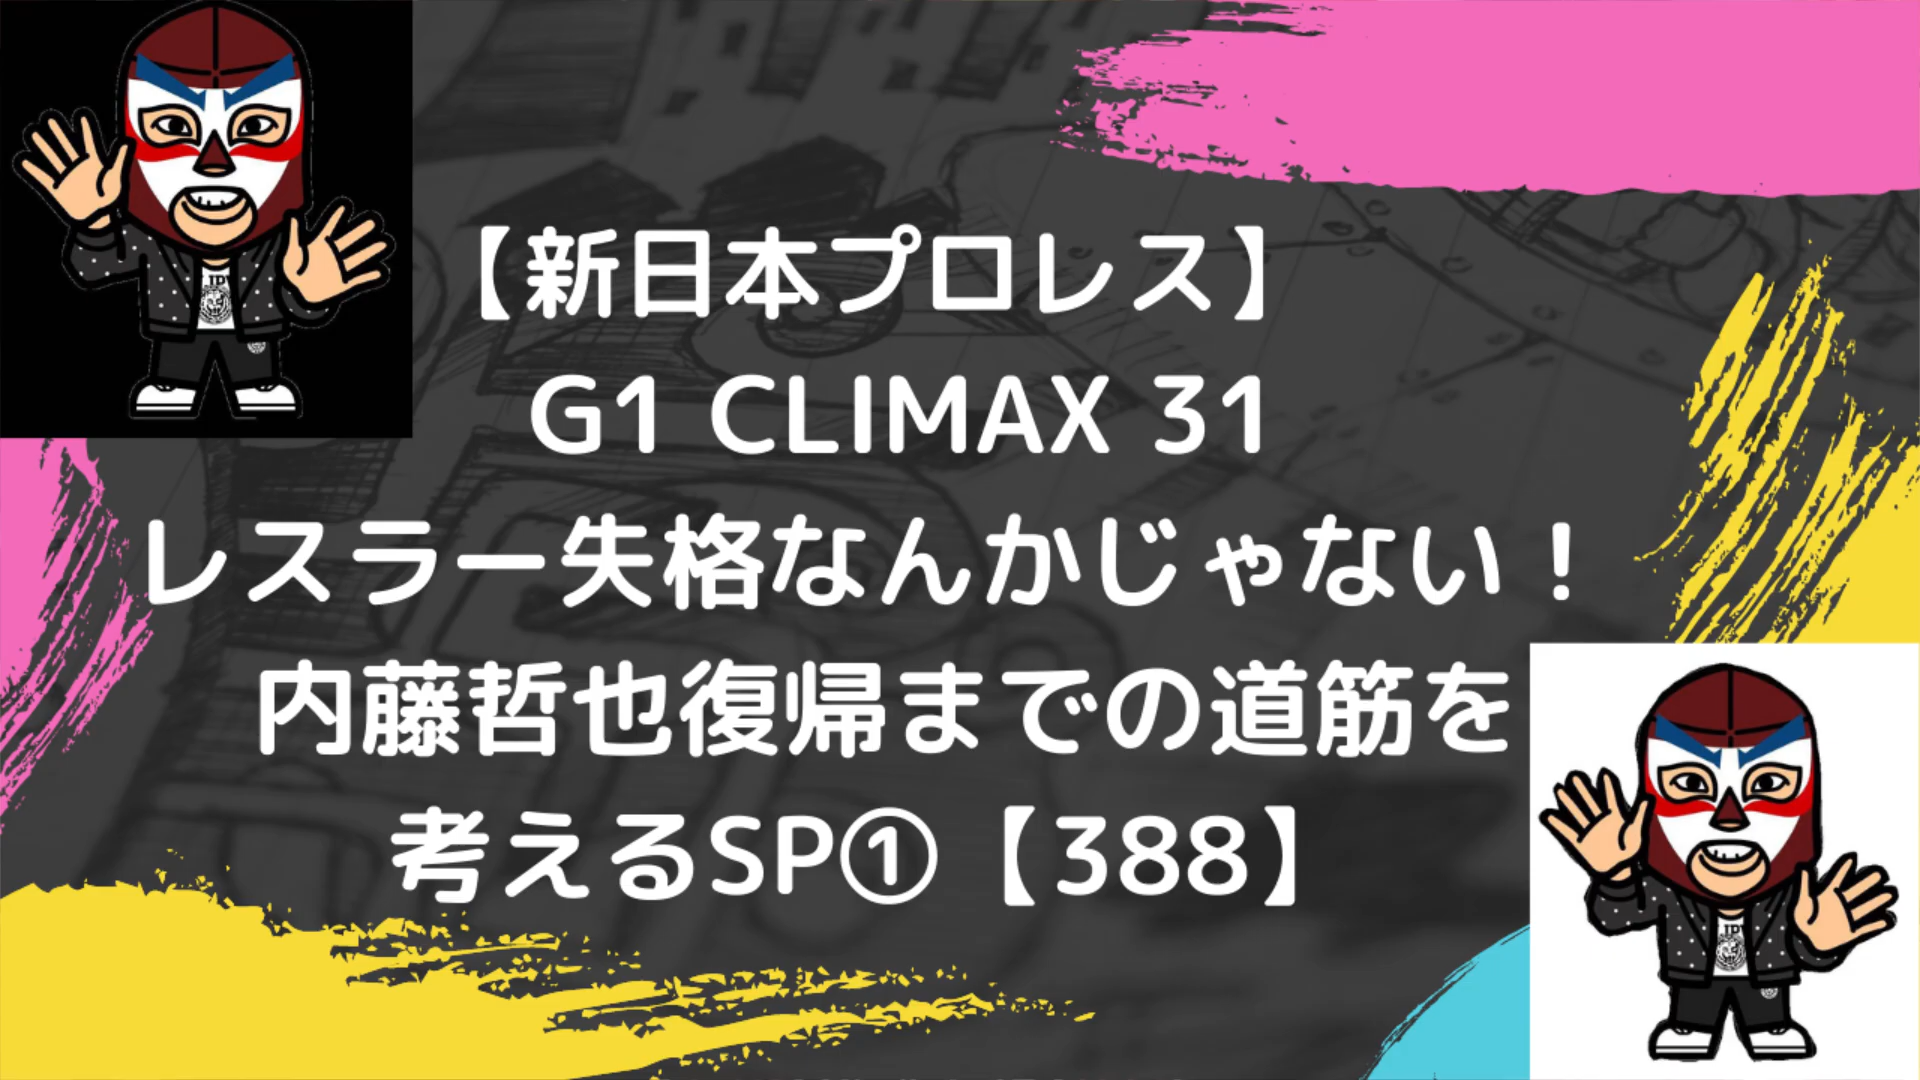 【新日本プロレス】
G1 CLIMAX 31
レスラー失格なんかじゃない！
内藤哲也復帰までの道筋を
考えるSP①【388】